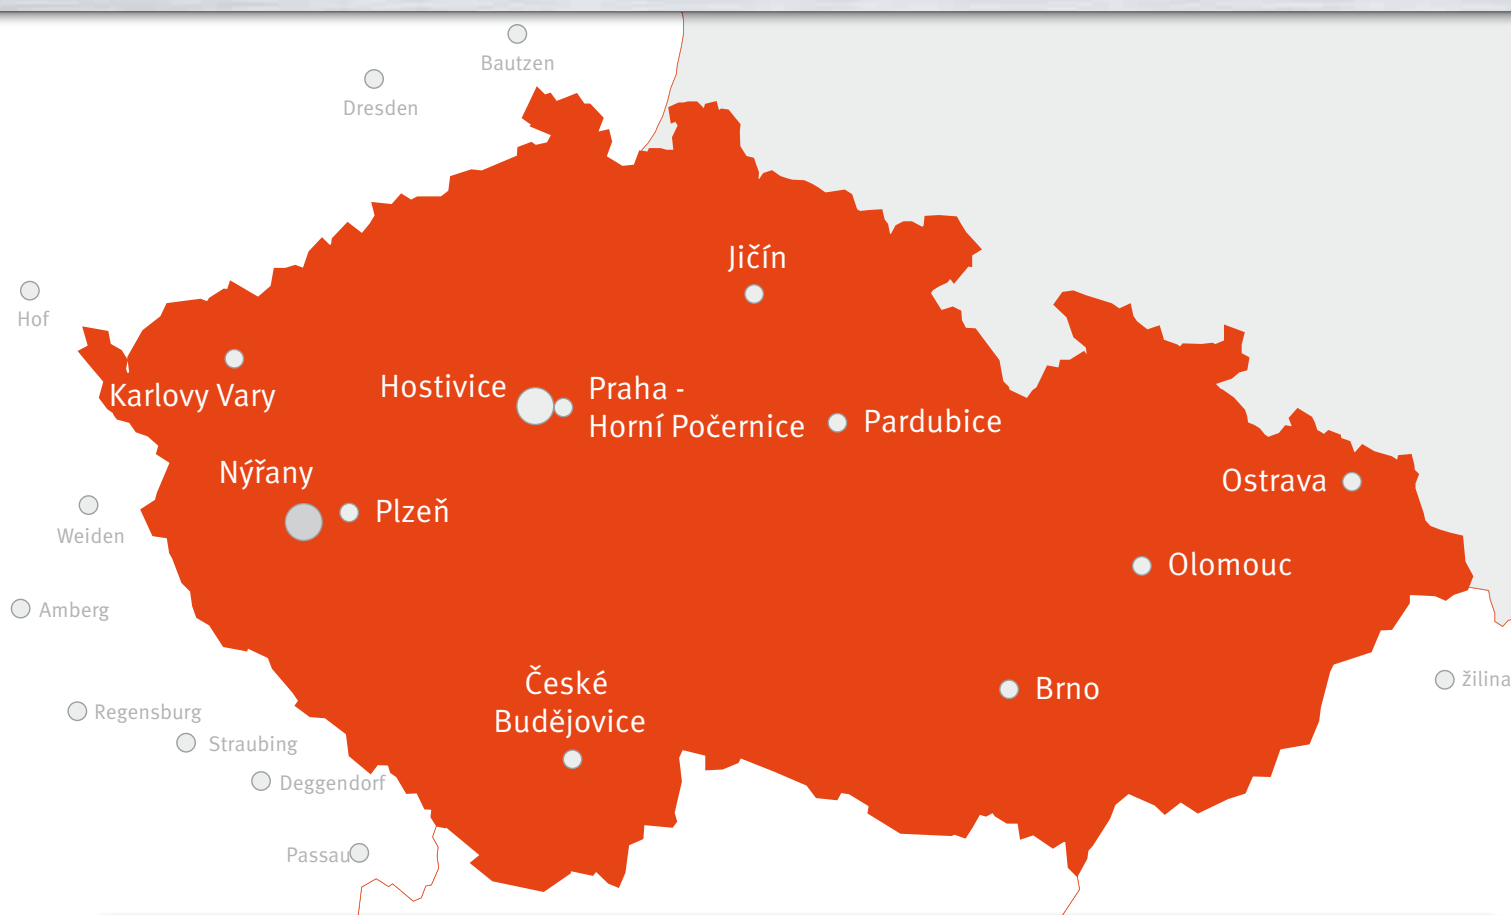 Bautzen
Dresden
Jičín
Hof
Karlovy Vary
Hostivice
Praha -
Horní Počernice
Pardubice
Nýřany
Plzeň
Ostrava
Weiden
Olomouc
Amberg
České
Budějovice
Brno
žilina
Regensburg
Straubing
Deggendorf
Passau